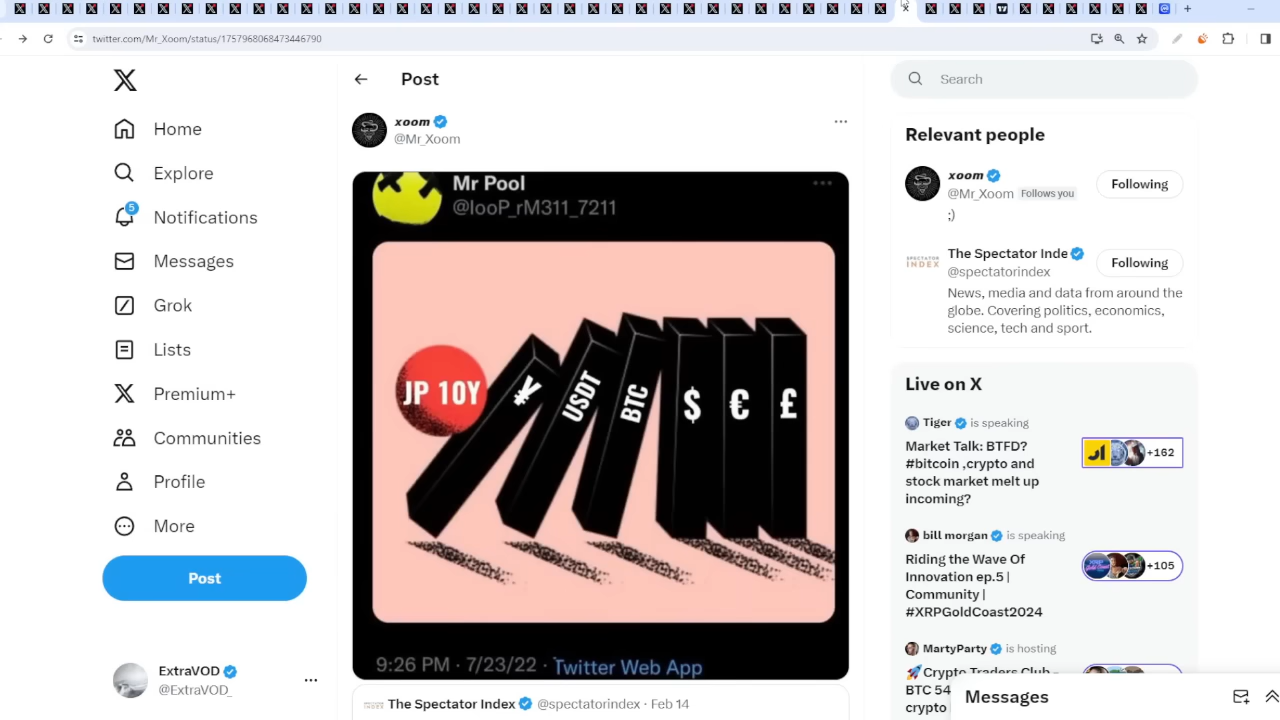 twitter.com/Mr_Xoom/status/1757968068473446790
Home
Explore
5
Notifications
Messages
Grok
Lists
Premium+
Communities
Profile
More
Post
ExtraVOD
@ExtraVOD_
Post
xoom
@Mr_Xoom
Mr Pool
@looP_rM311_7211
JP 10Y
¥
USDT
BTC
$
€
£
9:26 PM · 7/23/22 · Twitter Web App
The Spectator Index @spectatorindex · Feb 14
Search
Relevant people
xoom
@Mr_Xoom Follows you
Following
;)
The Spectator Inde
@spectatorindex
Following
SPECTATOR
INDEX
News, media and data from around the
globe. Covering politics, economics,
science, tech and sport.
Live on X
Tiger is speaking
Market Talk: BTFD?
#bitcoin ,crypto and
stock market melt up
incoming?
+162
bill morgan is speaking
Riding the Wave Of
Innovation ep.5 |
Community |
#XRPGoldCoast2024
+105
MartyParty is hosting
🚀Crypto Traders Club -
BTC 54
crypto
Messages